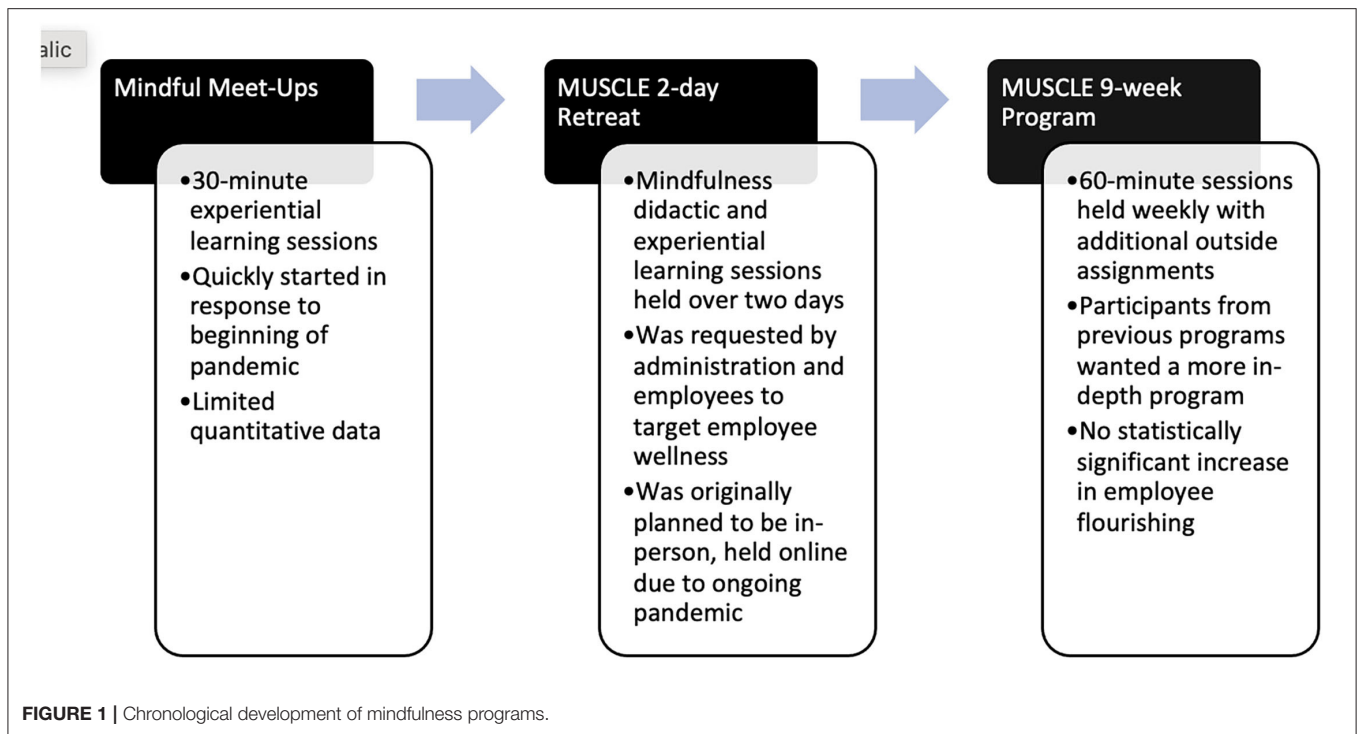 alic
Mindful Meet-Ups
•30-minute
experiential
learning sessions
•Quickly started in
response to
beginning of
pandemic
•Limited
quantitative data
MUSCLE 2-day
Retreat
•Mindfulness
didactic and
experiential
learning sessions
held over two days
•Was requested by
administration and
employees to
target employee
wellness
•Was originally
planned to be in-
person, held online
due to ongoing
pandemic
MUSCLE 9-week
Program
•60-minute sessions
held weekly with
additional outside
assignments
•Participants from
previous programs
wanted a more in-
depth program
•No statistically
significant increase
in employee
flourishing
FIGURE 1 | Chronological development of mindfulness programs.